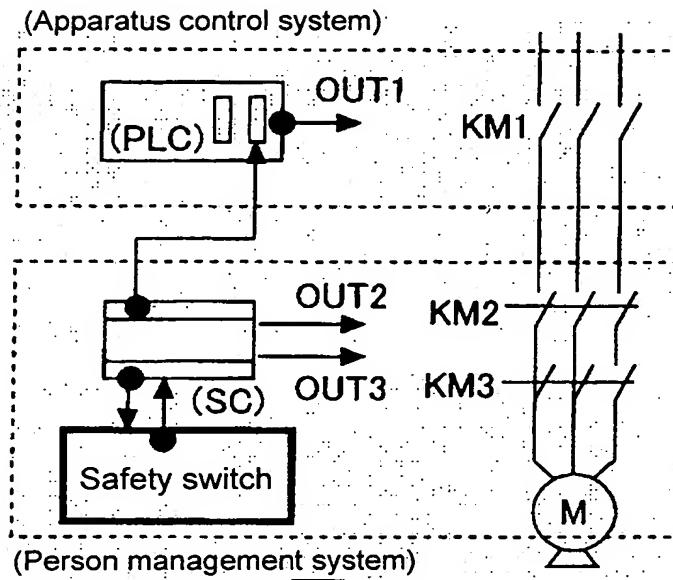 (Apparatus control system)
OUT1
(PLC)
KM1
OUT2
KM2
OUT3
KM3
(SC)
Safety switch
M
(Person management system)